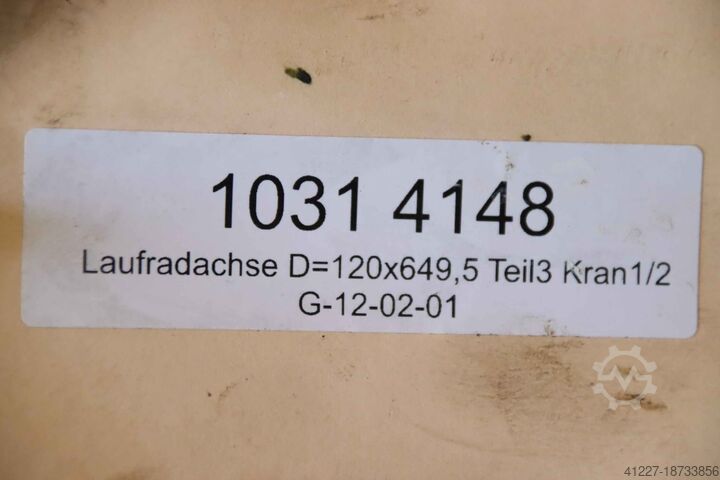 1031 4148
Laufradachse D=120x649,5 Teil3 Kran1/2
G-12-02-01
41227-18733856